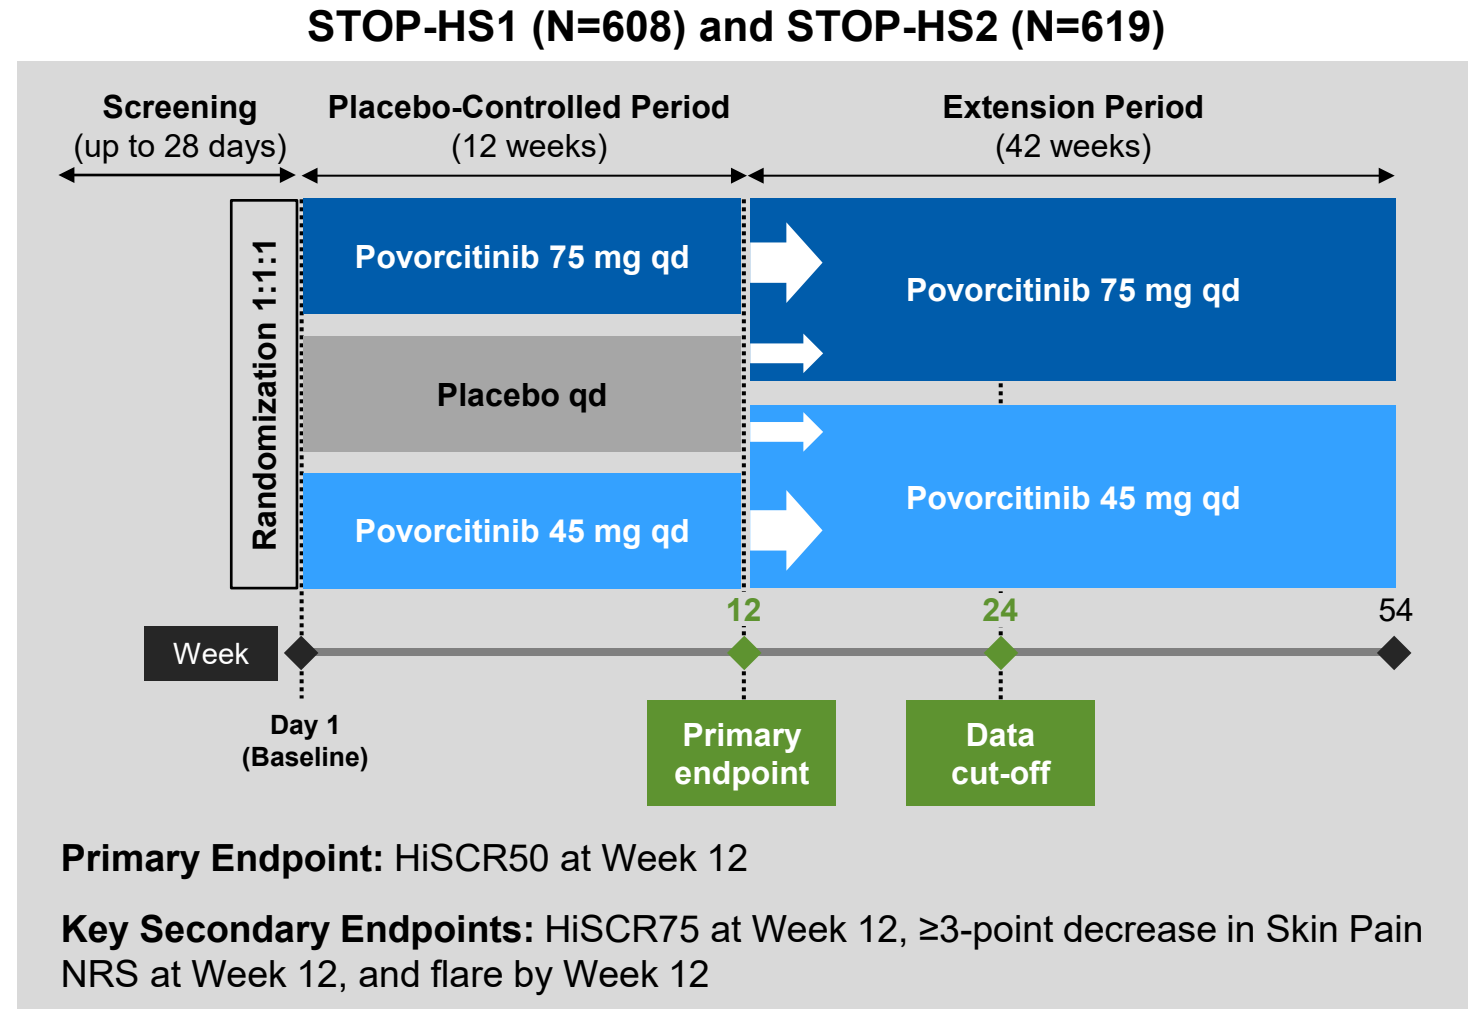 STOP-HS1 (N=608) and STOP-HS2 (N=619)
Screening
(up to 28 days)
Placebo-Controlled Period
(12 weeks)
Extension Period
(42 weeks)
Randomization 1:1:1
Povorcitinib 75 mg qd
Placebo qd
Povorcitinib 45 mg qd
Povorcitinib 75 mg qd
Povorcitinib 45 mg qd
12
24
54
Week
Day 1
(Baseline)
Primary
endpoint
Data
cut-off
Primary Endpoint: HiSCR50 at Week 12
Key Secondary Endpoints: HiSCR75 at Week 12, ≥3-point decrease in Skin Pain
NRS at Week 12, and flare by Week 12